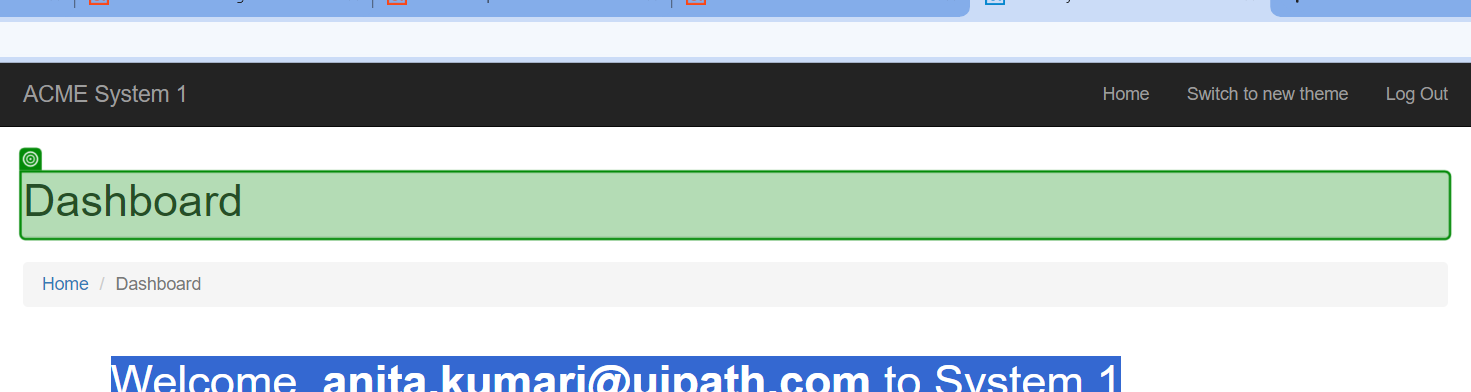 ACME System 1 Home Switch to new theme Log Out
Dashboard
Home / Dashboard
Welcome anita.kumari@uipath.com to System 1